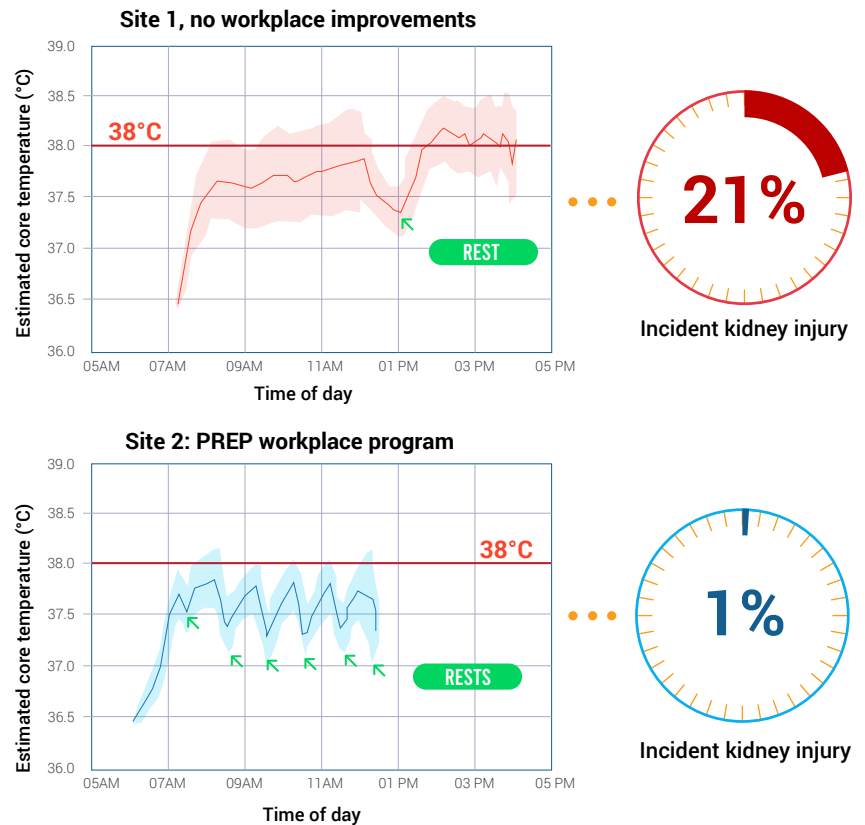 Site 1, no workplace improvements
Estimated core temperature (°C)
39.0
38.5
38.0
37.5
37.0
36.5
36.0
38°C
REST
05AM 07AM 09AM 11AM 01 PM 03 PM 05 PM
Time of day
21%
Incident kidney injury
Site 2: PREP workplace program
Estimated core temperature (°C)
39.0
38.5
38.0
37.5
37.0
36.5
36.0
38°C
RESTS
05AM 07AM 09AM 11AM 01 PM 03 PM 05 PM
Time of day
1%
Incident kidney injury